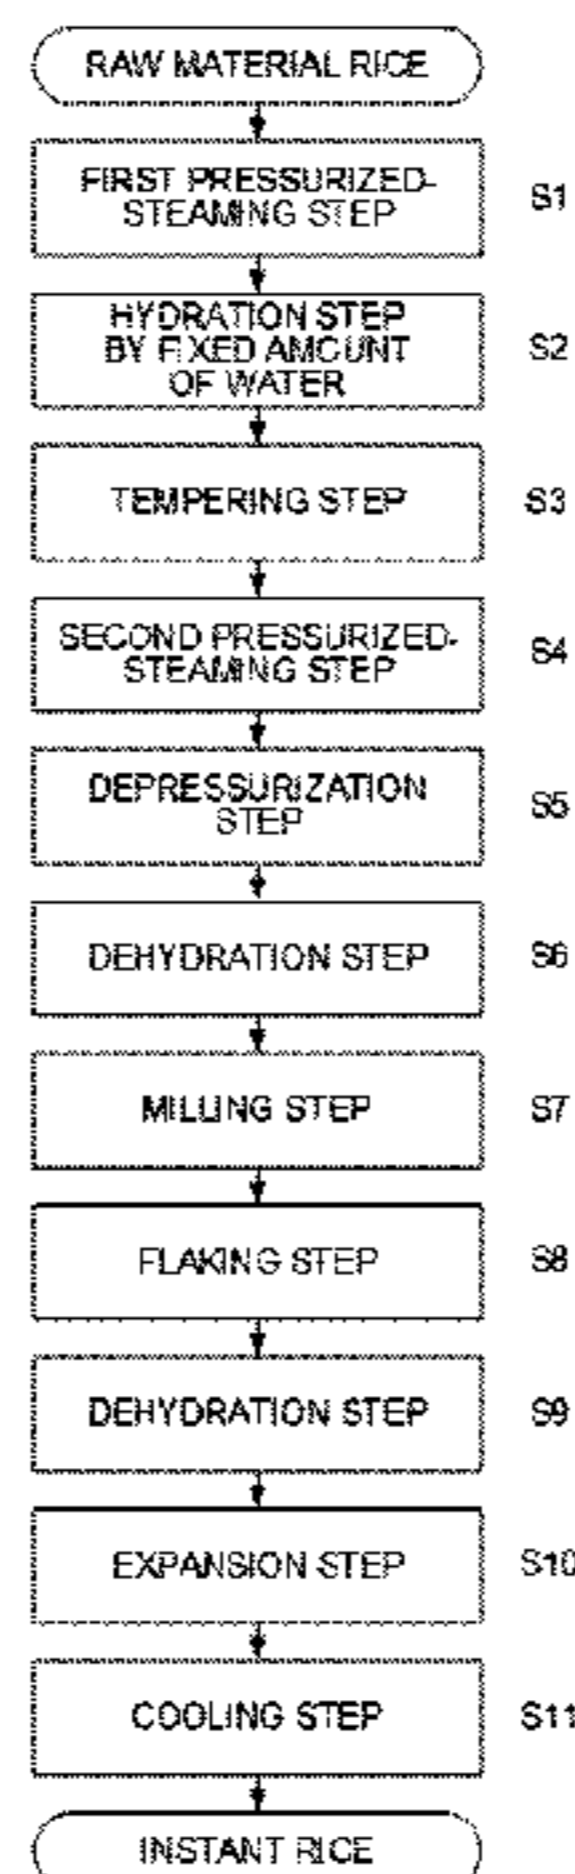 RAW MATERIAL RICE
FIRST PRESSURIZED-
STEAMING STEP
S1
HYDRATION STEP
BY FIXED AMOUNT
OF WATER
S2
TEMPERING STEP
S3
SECOND PRESSURIZED-
STEAMING STEP
S4
DEPRESSURIZATION
STEP
S5
DEHYDRATION STEP
S6
MILLING STEP
S7
FLAKING STEP
S8
DEHYDRATION STEP
S9
EXPANSION STEP
S10
COOLING STEP
S11
INSTANT RICE